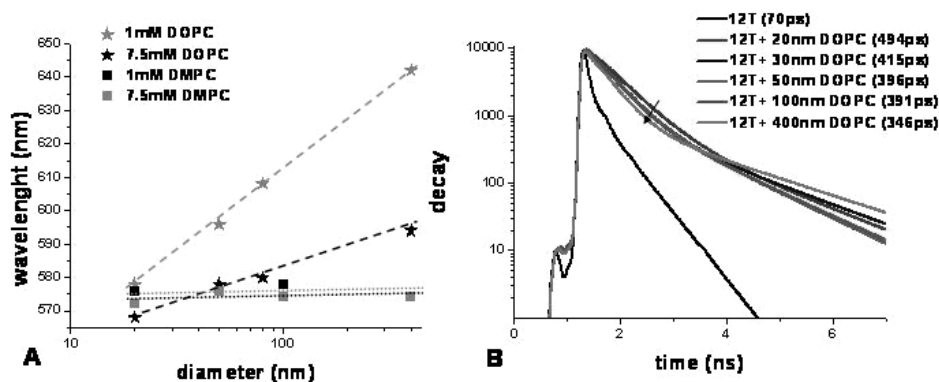 1mM DOPC
7.5mM DOPC
1mM DMPC
7.5mM DMPC
wavelenght (nm)
650
640
630
620
610
600
590
580
570
10
100
diameter (nm)
A
12T (70ps)
12T+ 20nm DOPC (494ps)
12T+ 30nm DOPC (415ps)
12T+ 50nm DOPC (396ps)
12T+ 100nm DOPC (391ps)
12T+ 400nm DOPC (346ps)
decay
10000
1000
100
10
0
2
4
6
time (ns)
B